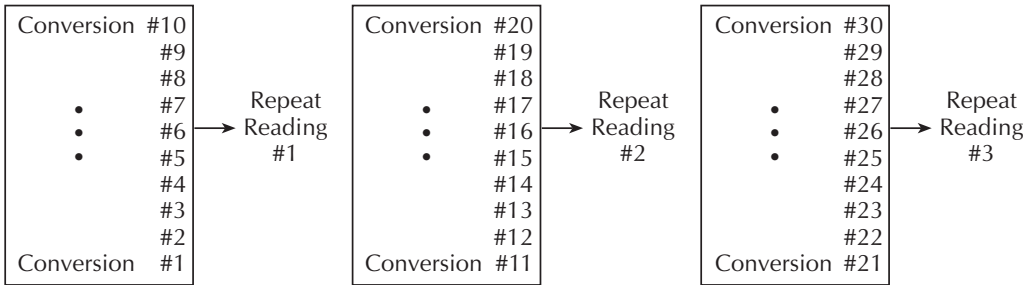 Conversion #10
#9
#8
#7
#6
#5
#4
#3
#2
Conversion #1
Repeat
Reading
#1
Conversion #20
#19
#18
#17
#16
#15
#14
#13
#12
Conversion #11
Repeat
Reading
#2
Conversion #30
#29
#28
#27
#26
#25
#24
#23
#22
Conversion #21
Repeat
Reading
#3